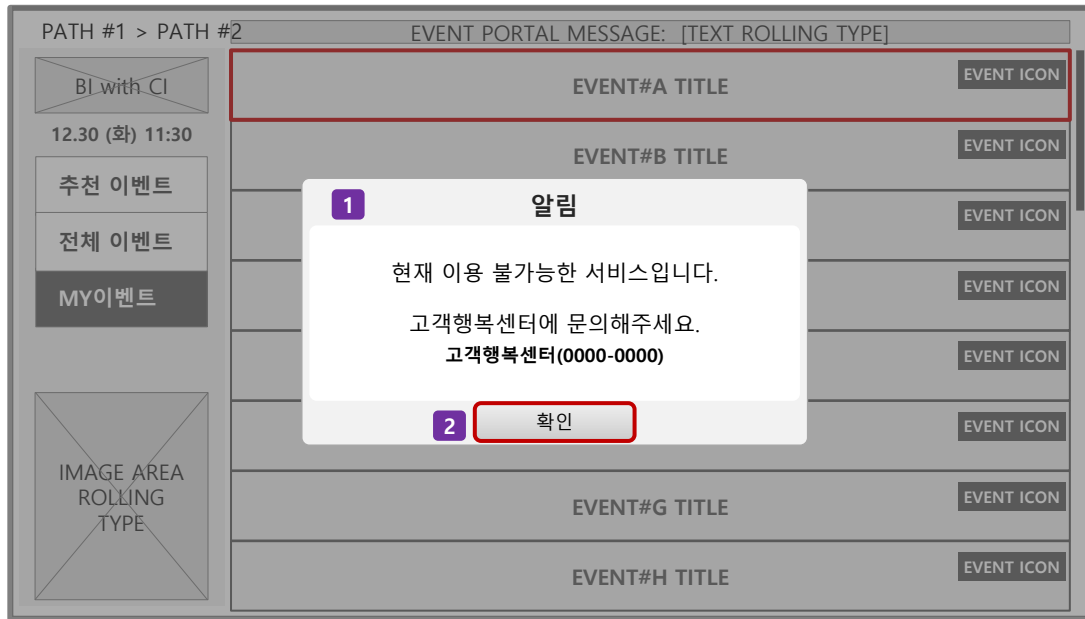 PATH #1 > PATH #2
EVENT PORTAL MESSAGE: [TEXT ROLLING TYPE]
BI with CI
12.30 (화) 11:30
추천 이벤트
전체 이벤트
MY이벤트
IMAGE AREA
ROLLING
TYPE
EVENT#A TITLE
EVENT ICON
EVENT#B TITLE
EVENT ICON
EVENT ICON
EVENT ICON
EVENT ICON
EVENT ICON
EVENT#G TITLE
EVENT ICON
EVENT#H TITLE
EVENT ICON
1
알림
현재 이용 불가능한 서비스입니다.
고객행복센터에 문의해주세요.
고객행복센터(0000-0000)
2
확인